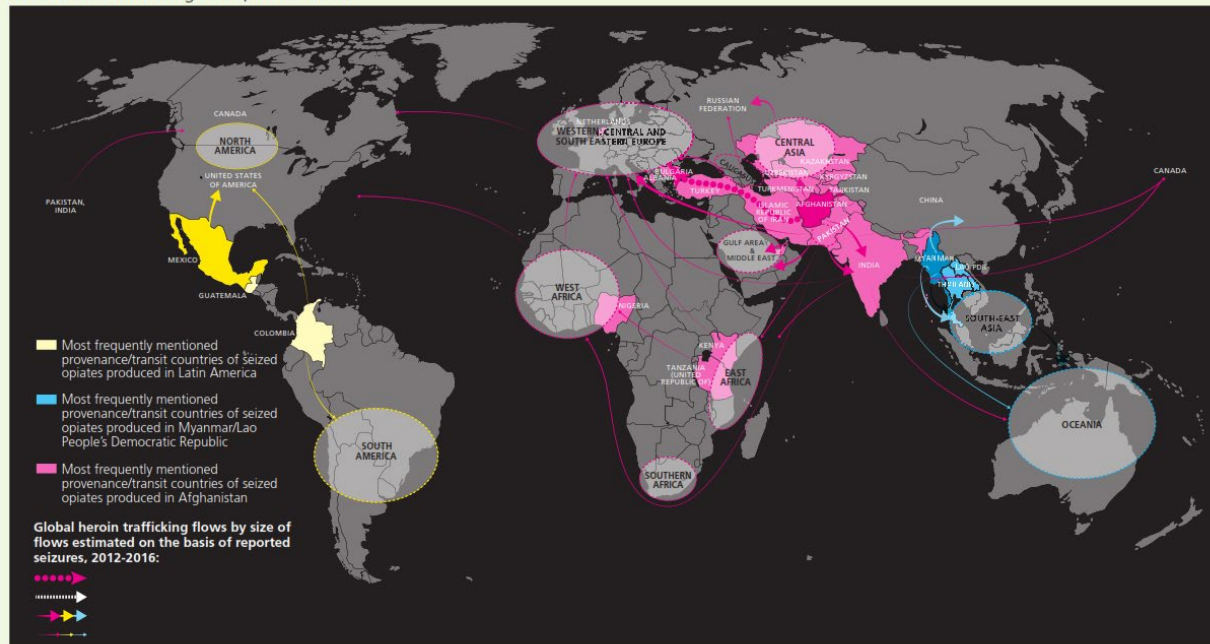 CANADA
NORTH
AMERICA
UNITED STATES
OF AMERICA
PAKISTAN,
INDIA
MEXICO
GUATEMALA
COLOMBIA
SOUTH
AMERICA
NETHERLANDS
WESTERN,
SOUTH EAST
CENTRAL AND
STERN EUROPE
RUSSIAN
FEDERATION
CENTRAL
ASIA
CAUCASUS
KAZAKHSTAN
UZBEKISTAN
KYRGYZSTAN
BULGARIA
ALBANIA
TURKEY
TURKMENISTAN
TAJIKISTAN
ISLAMIC
REPUBLIC
OF IRAN
AFGHANISTAN
PAKISTAN
CHINA
CANADA
GULF AREA
&
MIDDLE EAST
INDIA
MYANMAR
LAO PDR
THAILAND
SOUTH-EAST
ASIA
WEST
AFRICA
NIGERIA
KENYA
TANZANIA
(UNITED
REPUBLIC OF)
EAST
AFRICA
SOUTHERN
AFRICA
OCEANIA
Most frequently mentioned
provenance/transit countries of seized
opiates produced in Latin America
Most frequently mentioned
provenance/transit countries of seized
opiates produced in Myanmar/Lao
People's Democratic Republic
Most frequently mentioned
provenance/transit countries of seized
opiates produced in Afghanistan
Global heroin trafficking flows by size of
flows estimated on the basis of reported
seizures, 2012-2016: